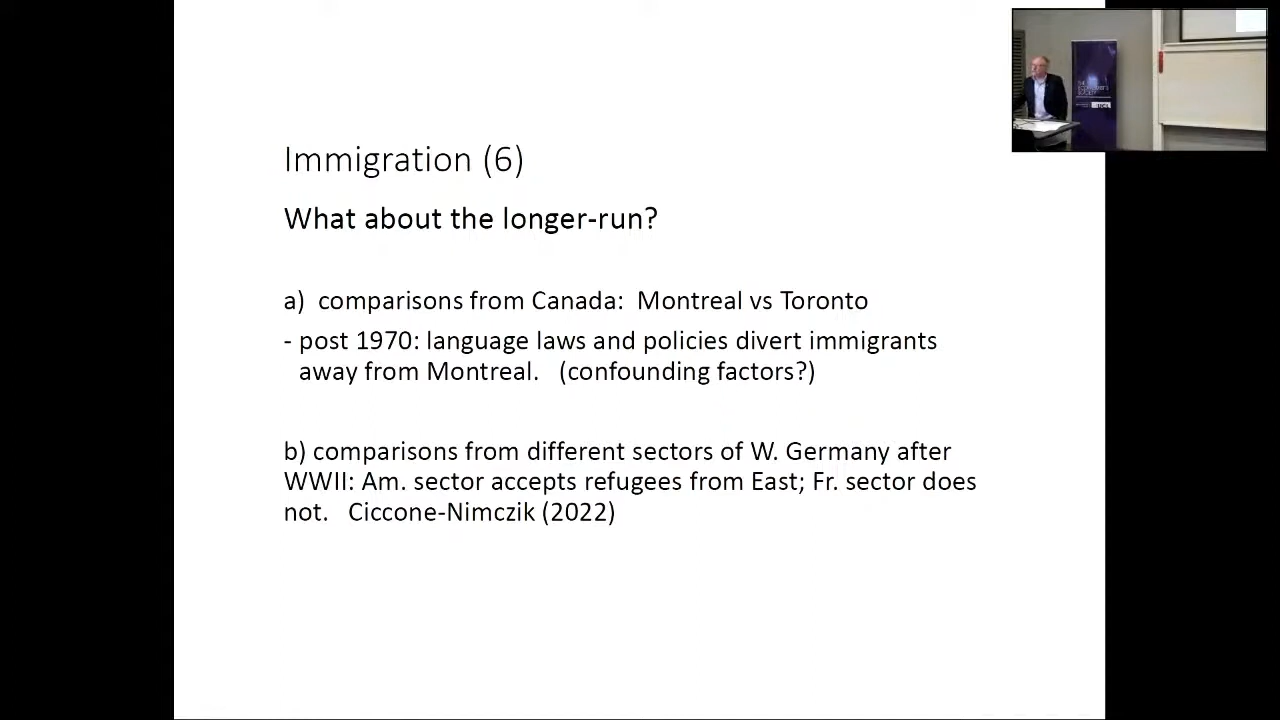 Immigration (6)
What about the longer-run?
a)  comparisons from Canada:  Montreal vs Toronto
- post 1970: language laws and policies divert immigrants
away from Montreal.   (confounding factors?)
b) comparisons from different sectors of W. Germany after
WWII: Am. sector accepts refugees from East; Fr. sector does
not.   Ciccone-Nimczik (2022)